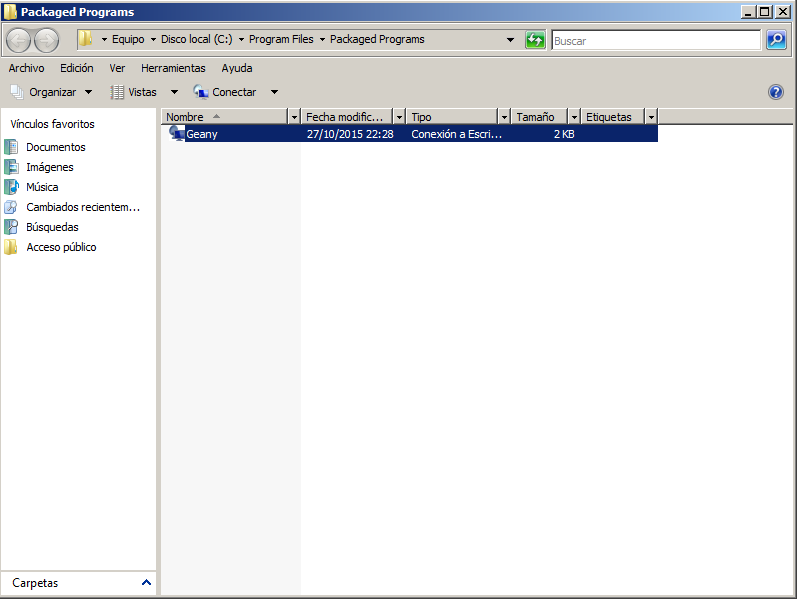 Packaged Programs
Equipo Disco local (C:) Program Files Packaged Programs Buscar
Archivo Edición Ver Herramientas Ayuda
Organizar Vistas Conectar ?
Vínculos favoritos
Documentos
Imágenes
Música
Cambiados recientem...
Búsquedas
Acceso público
Carpetas
Nombre Fecha modific... Tipo Tamaño Etiquetas
Geany 27/10/2015 22:28 Conexión a Escri... 2 KB